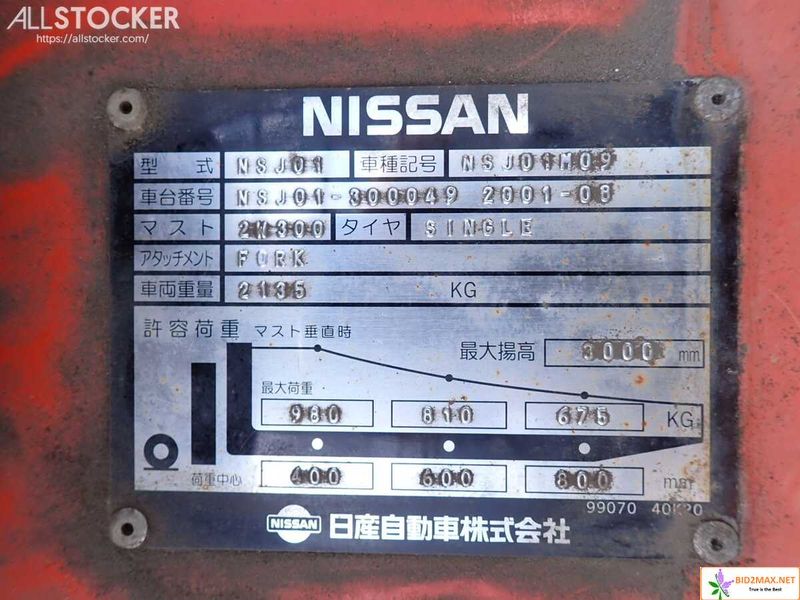 ALLSTOCKER
https://allstocker.com/
NISSAN
型式 NSJ01 車種記号 NSJ01M09
車台番号 NSJ01-300049 2001-08
マスト 2W300 タイヤ SINGLE
アタッチメント FORK
車両重量 2135 KG
許容荷重 マスト垂直時
最大揚高 3000 mm
最大荷重
980 810 675 KG
荷重中心 400 600 800 mm
99070 40K20
NISSAN 日産自動車株式会社
BID2MAX.NET
True is the Best